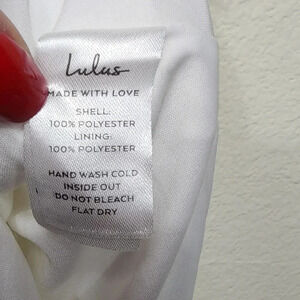 Lulus
MADE WITH LOVE
SHELL:
100% POLYESTER
LINING:
100% POLYESTER
HAND WASH COLD
INSIDE OUT
DO NOT BLEACH
FLAT DRY